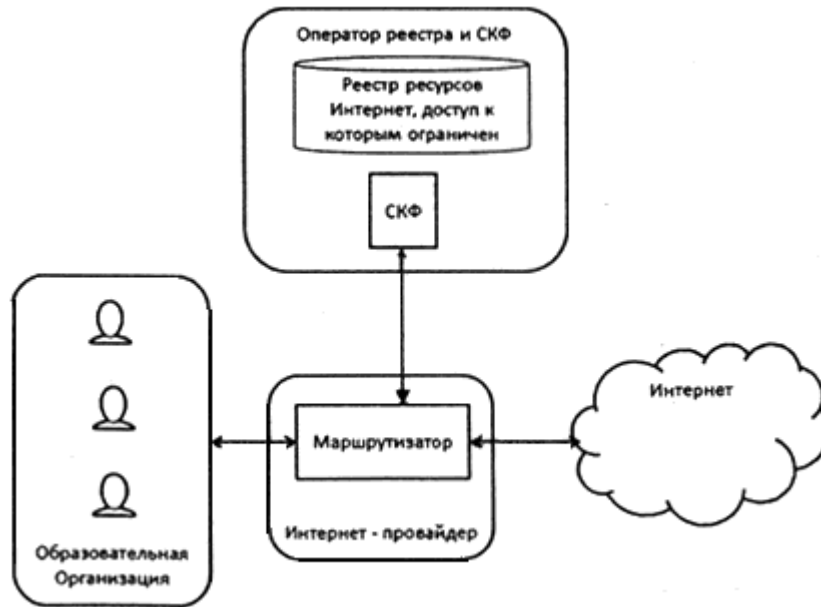 Оператор реестра и СКФ
Реестр ресурсов
Интернет, доступ к
которым ограничен
СКФ
Интернет
Маршрутизатор
Интернет - провайдер
Образовательная
Организация